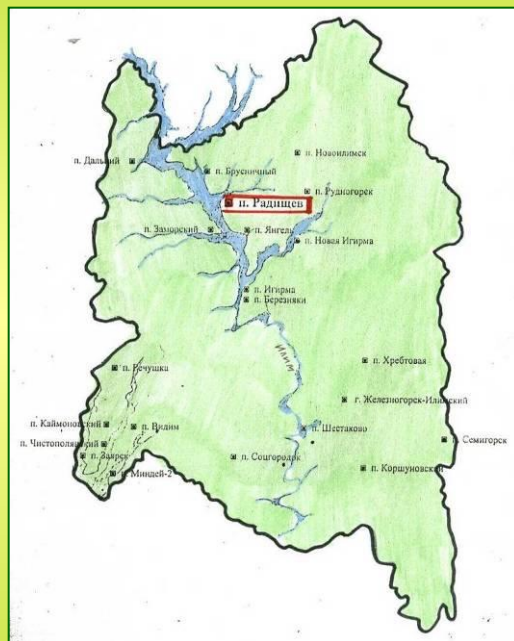 п. Дальний
п. Новоилимск
п. Брусничный
п. Рудногорск
п. Радищев
п. Заморский
п. Янгель
п. Новая Игирма
п. Игирма
п. Березняки
Илим
п. Хребтовая
п. Речушка
г. Железногорск-Илимский
п. Каймоновский
п. Видим
п. Шестаково
п. Чистополянский
п. Семигорск
п. Заярск
п. Соцгородок
п. Коршуновский
п. Миндей-2